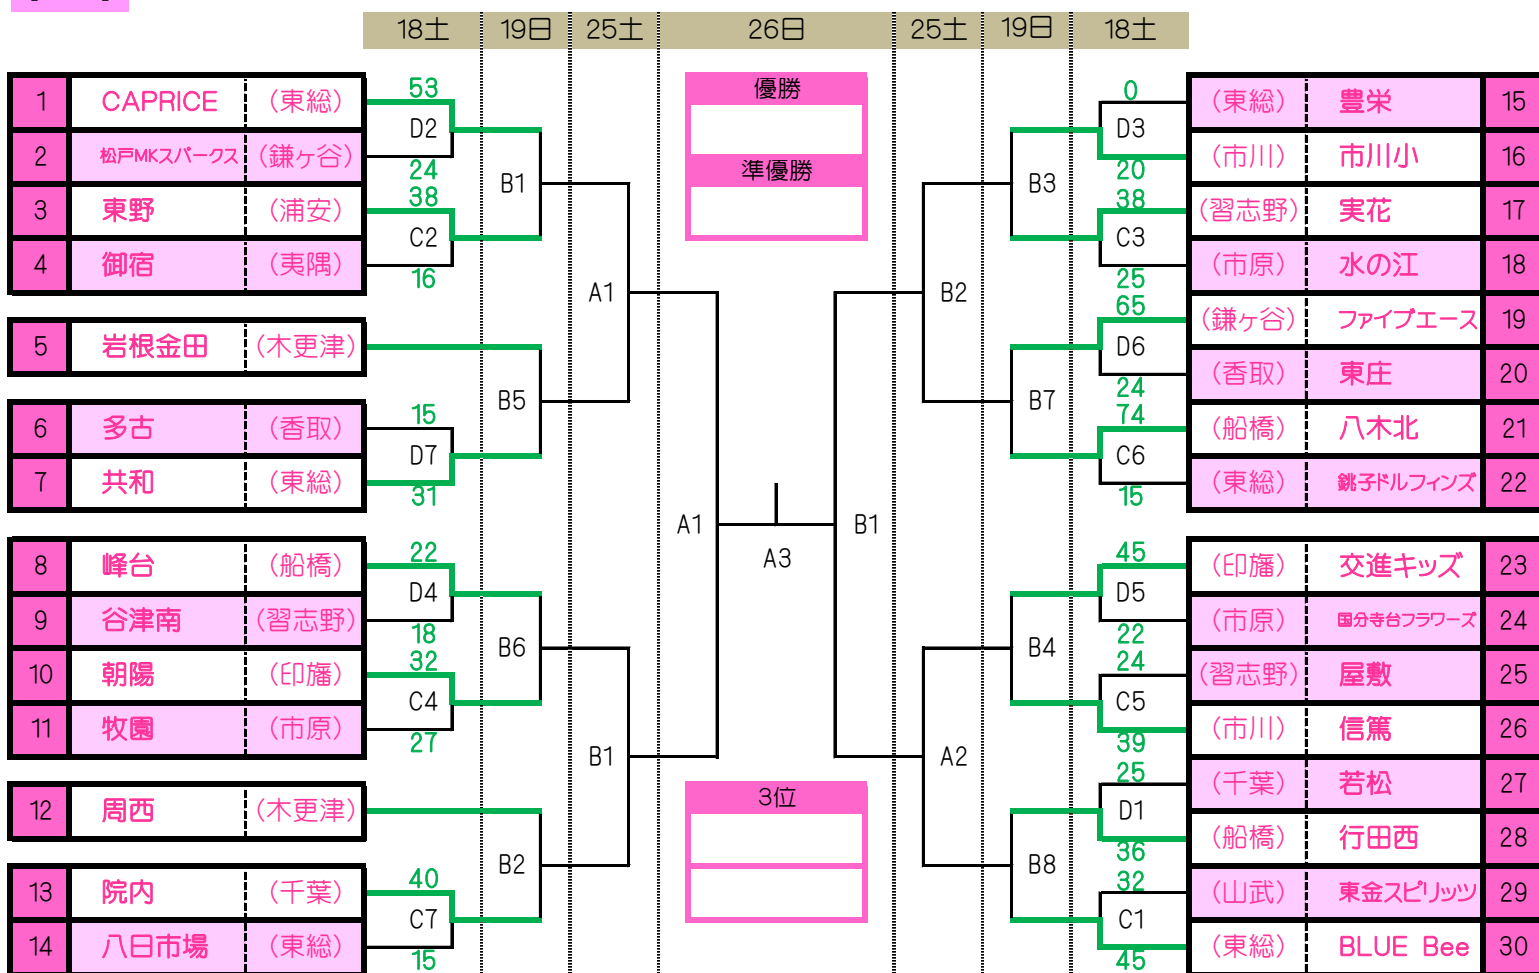 18土 19日 25土 26日 25土 19日 18土
優勝
準優勝
3位
1 CAPRICE (東総)
2 松戸MKスパークス (鎌ヶ谷)
3 東野 (浦安)
4 御宿 (夷隅)
5 岩根金田 (木更津)
6 多古 (香取)
7 共和 (東総)
8 峰台 (船橋)
9 谷津南 (習志野)
10 朝陽 (印旛)
11 牧園 (市原)
12 周西 (木更津)
13 院内 (千葉)
14 八日市場 (東総)
53
D2
24
38
C2
16
15
D7
31
22
D4
18
32
C4
27
40
C7
15
B1
B5
B6
B2
A1
B1
A1
A3
B1
B2
A2
B3
B7
B4
B8
0
D3
20
38
C3
25
65
D6
24
74
C6
15
45
D5
22
24
C5
39
25
D1
36
32
C1
45
(東総) 豊栄 15
(市川) 市川小 16
(習志野) 実花 17
(市原) 水の江 18
(鎌ヶ谷) ファイブエース 19
(香取) 東庄 20
(船橋) 八木北 21
(東総) 銚子ドルフィンズ 22
(印旛) 交進キッズ 23
(市原) 国分寺台フラワーズ 24
(習志野) 屋敷 25
(市川) 信篤 26
(千葉) 若松 27
(船橋) 行田西 28
(山武) 東金スピリッツ 29
(東総) BLUE Bee 30